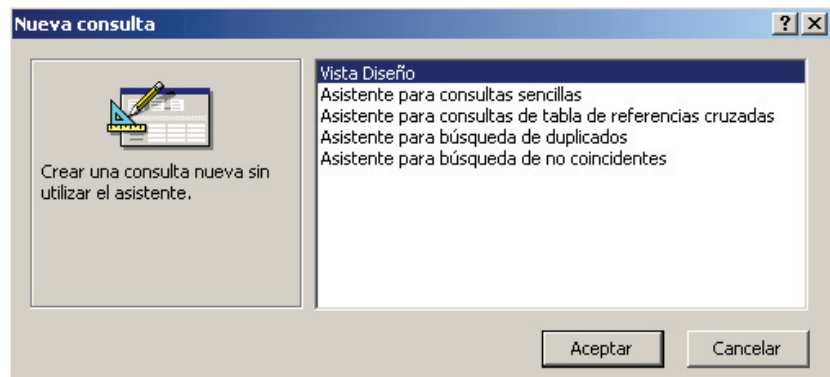 Nueva consulta
Crear una consulta nueva sin
utilizar el asistente.
Vista Diseño
Asistente para consultas sencillas
Asistente para consultas de tabla de referencias cruzadas
Asistente para búsqueda de duplicados
Asistente para búsqueda de no coincidentes
Aceptar
Cancelar